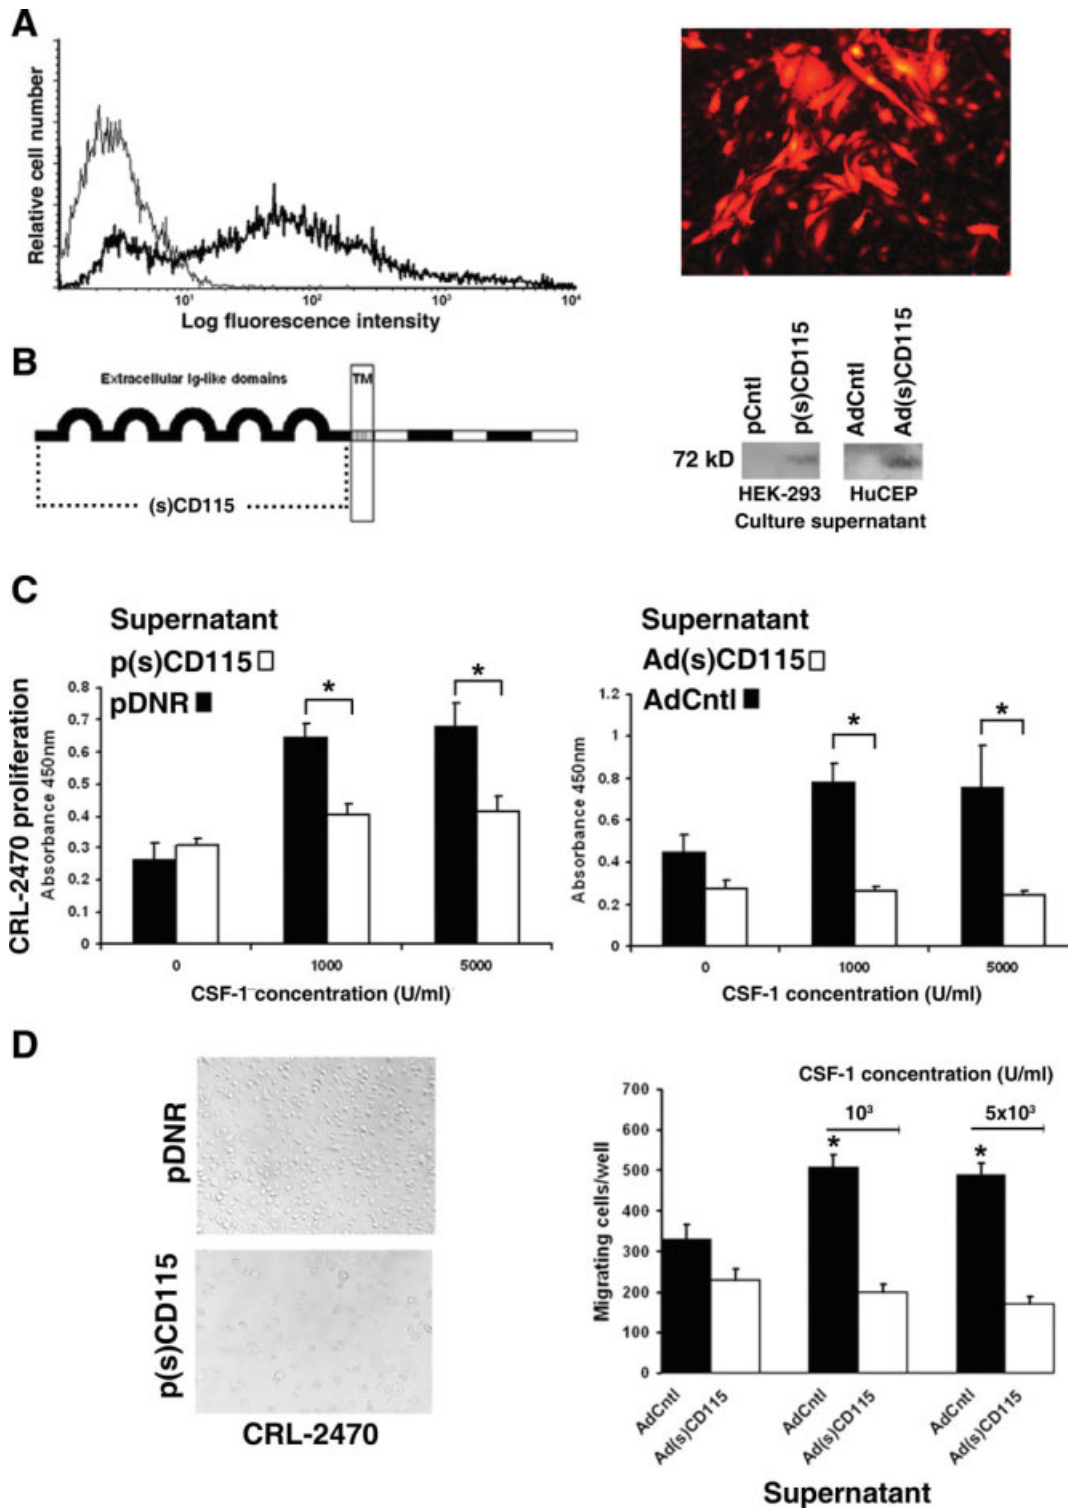 A
Relative cell number
10¹ 10² 10³ 10⁴
Log fluorescence intensity
B
Extracellular Ig-like domains
TM
(s)CD115
pCntl
p(s)CD115
AdCntl
Ad(s)CD115
72 kD
HEK-293 HuCEP
Culture supernatant
C
CRL-2470 proliferation
Supernatant
p(s)CD115
pDNR
Absorbance 450nm
0.8
0.7
0.6
0.5
0.4
0.3
0.2
0.1
0
* *
0 1000 5000
CSF-1 concentration (U/ml)
Supernatant
Ad(s)CD115
AdCntl
Absorbance 450nm
1.2
1
0.8
0.6
0.4
0.2
0
* *
0 1000 5000
CSF-1 concentration (U/ml)
D
pDNR
p(s)CD115
CRL-2470
CSF-1 concentration (U/ml)
10³ 5x10³
* *
Migrating cells/well
700
600
500
400
300
200
100
0
AdCntl
Ad(s)CD115
AdCntl
Ad(s)CD115
AdCntl
Ad(s)CD115
Supernatant